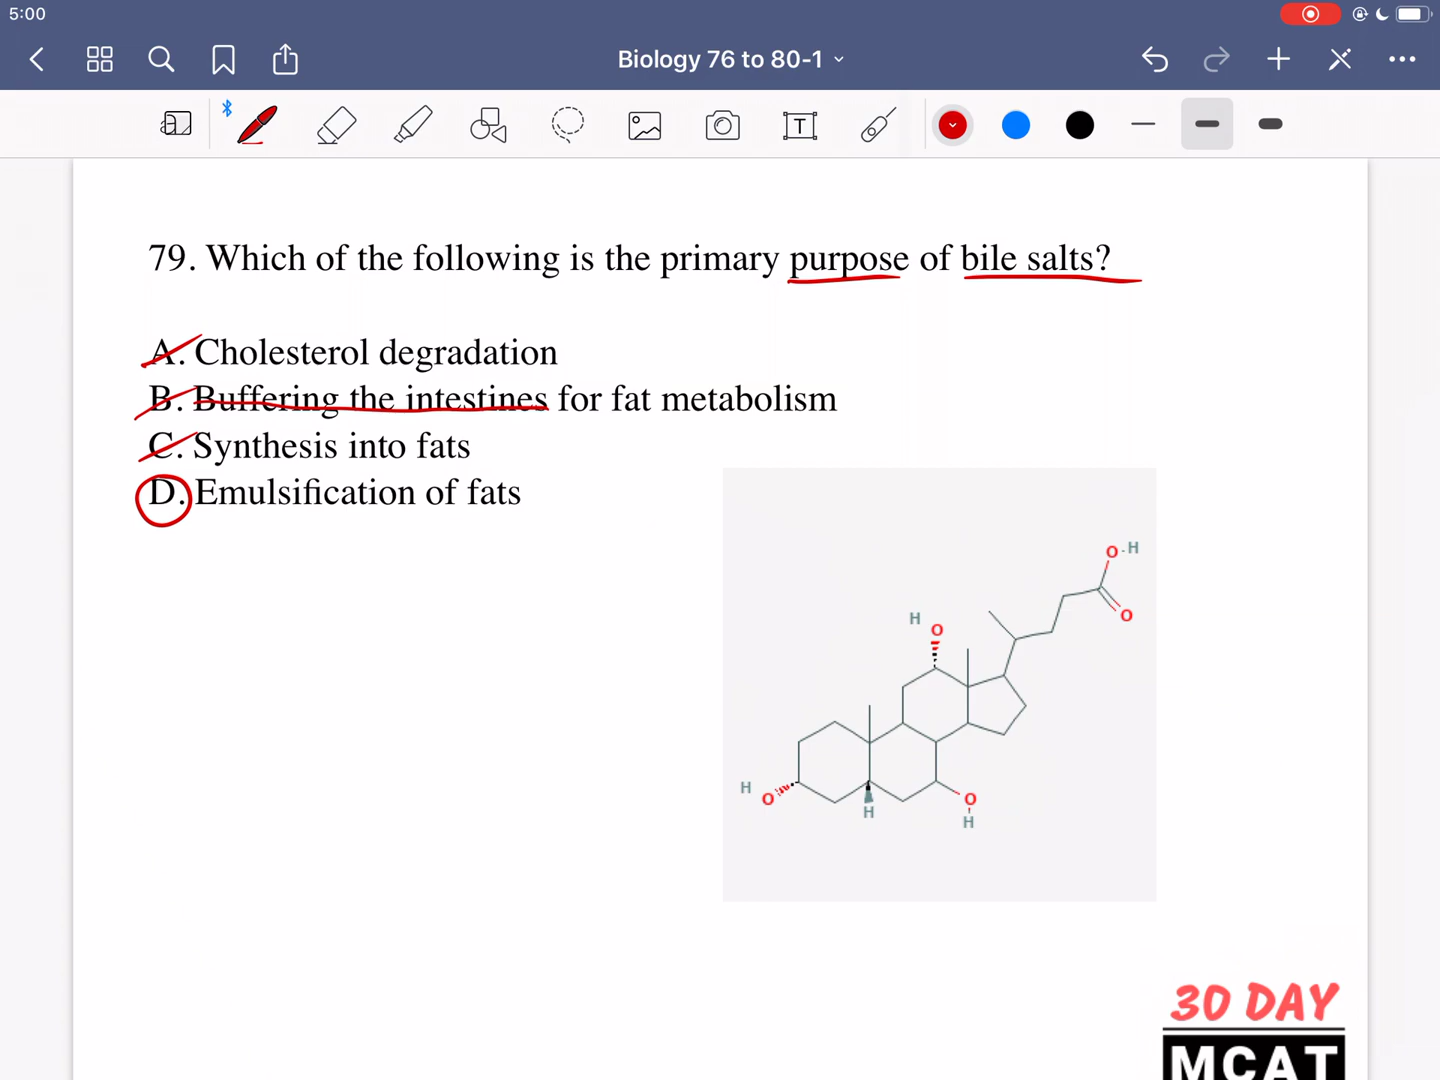 5:00
Biology 76 to 80-1
79. Which of the following is the primary purpose of bile salts?
A. Cholesterol degradation
B. Buffering the intestines for fat metabolism
C. Synthesis into fats
D. Emulsification of fats
O-H
O
H
O
H
O
H
O
H
30 DAY
MCAT